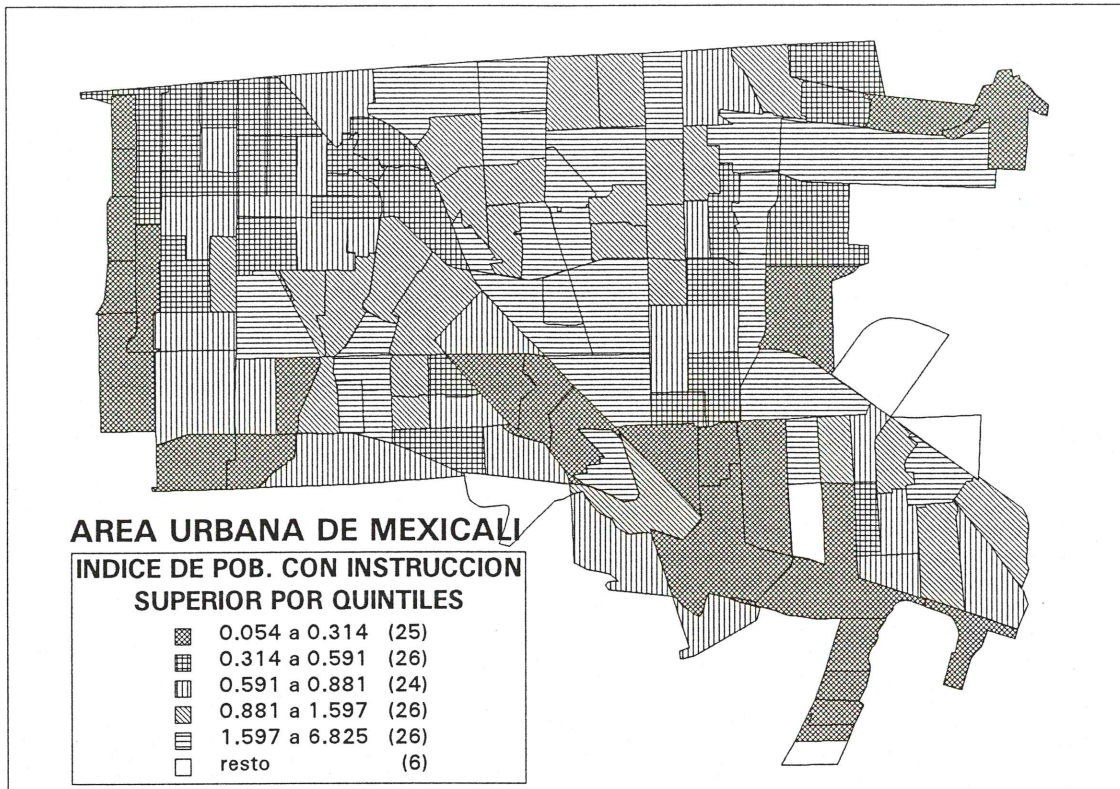 AREA URBANA DE MEXICALI
INDICE DE POB. CON INSTRUCCION
SUPERIOR POR QUINTILES
0.054 a 0.314 (25)
0.314 a 0.591 (26)
0.591 a 0.881 (24)
0.881 a 1.597 (26)
1.597 a 6.825 (26)
resto (6)